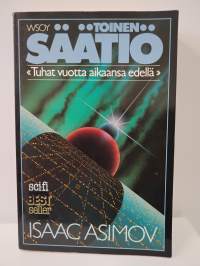 WSOY
TOINEN
SÄÄTIÖ
«Tuhat vuotta aikaansa edellä»
scifi
BEST
seller
ISAAC ASIMOV